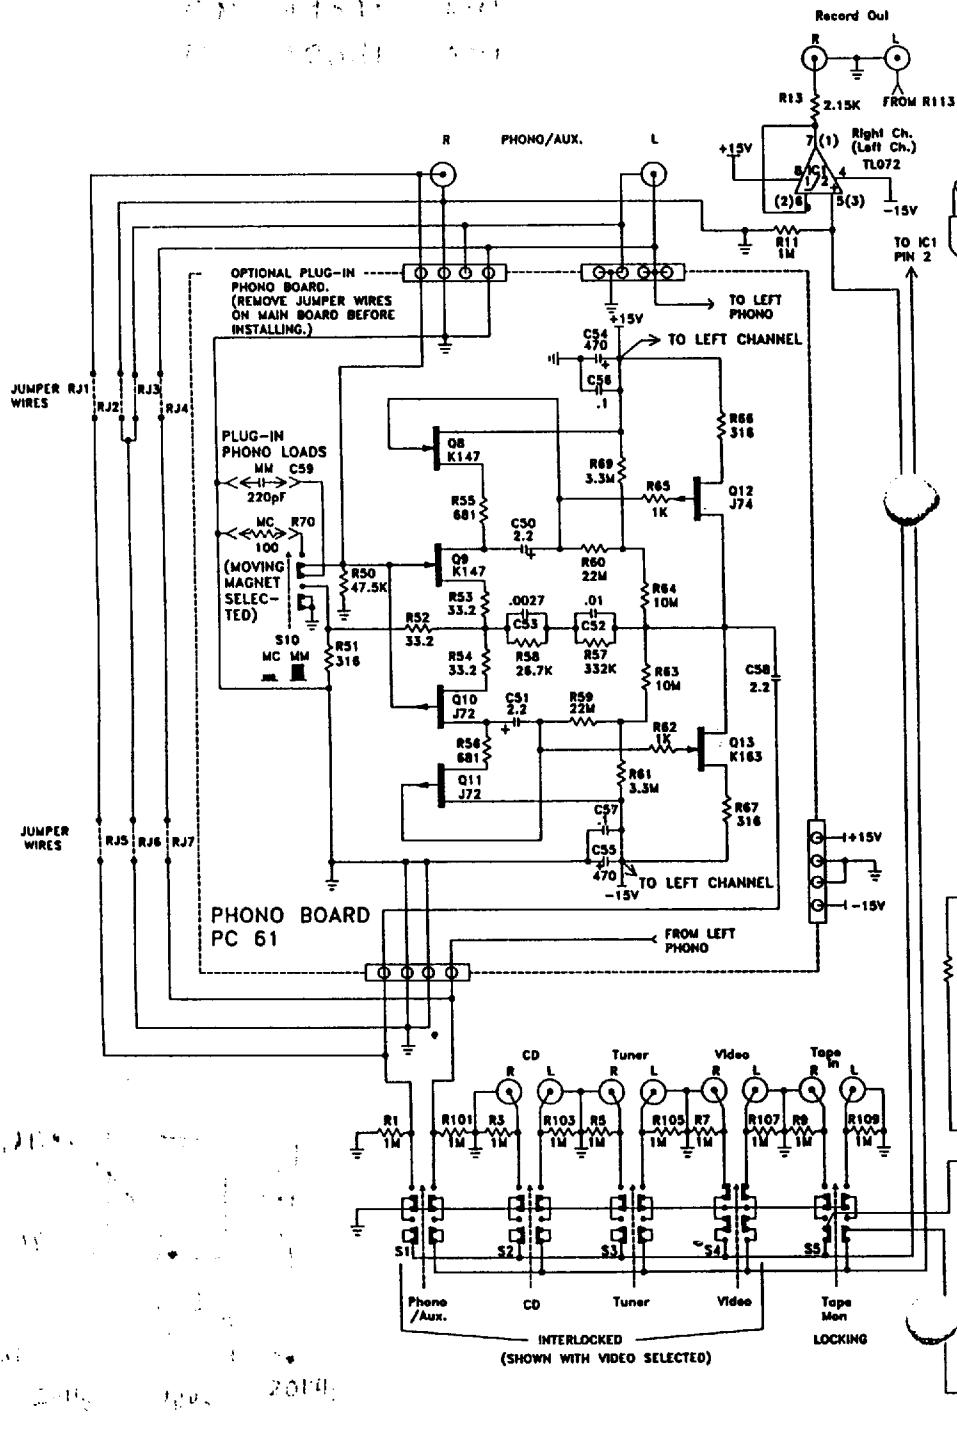 Record Out
R L
R13 2.15K
FROM R113
7 (1)
Right Ch.
(Left Ch.)
TL072
+15V
8 IC1 4
1 2
(2)6 5(3)
-15V
R11
1M
TO IC1
PIN 2
R PHONO/AUX. L
OPTIONAL PLUG-IN
PHONO BOARD.
(REMOVE JUMPER WIRES
ON MAIN BOARD BEFORE
INSTALLING.)
TO LEFT
PHONO
+15V
TO LEFT CHANNEL
C54
470
+
C56
.1
JUMPER RJ1
WIRES
RJ2
RJ3
RJ4
PLUG-IN
PHONO LOADS
MM C59
220pF
MC R70
100
(MOVING
MAGNET
SELEC-
TED)
S10
MC MM
R50
47.5K
R51
316
R52
33.2
Q8
K147
R55
681
C50
2.2
+
Q9
K147
R53
33.2
R54
33.2
Q10
J72
R56
681
Q11
J72
C51
2.2
+
R69
3.3M
R65
1K
R66
316
Q12
J74
R60
22M
R64
10M
.0027
C53
R58
26.7K
.01
C52
R57
332K
R63
10M
C58
2.2
R59
22M
R62
1K
Q13
K163
R61
3.3M
R67
316
C57
.1
C55
470
+
-15V
TO LEFT CHANNEL
JUMPER
WIRES
RJ5 RJ6 RJ7
+15V
-15V
PHONO BOARD
PC 61
FROM LEFT
PHONO
CD Tuner Video Tape
In
R L R L R L R L
R1 R101 R3 R103 R5 R105 R7 R107 R9 R109
1M 1M 1M 1M 1M 1M 1M 1M 1M 1M
S1 S2 S3 S4 S5
Phono
/Aux.
CD
Tuner
Video
Tape
Mon
INTERLOCKED
(SHOWN WITH VIDEO SELECTED)
LOCKING